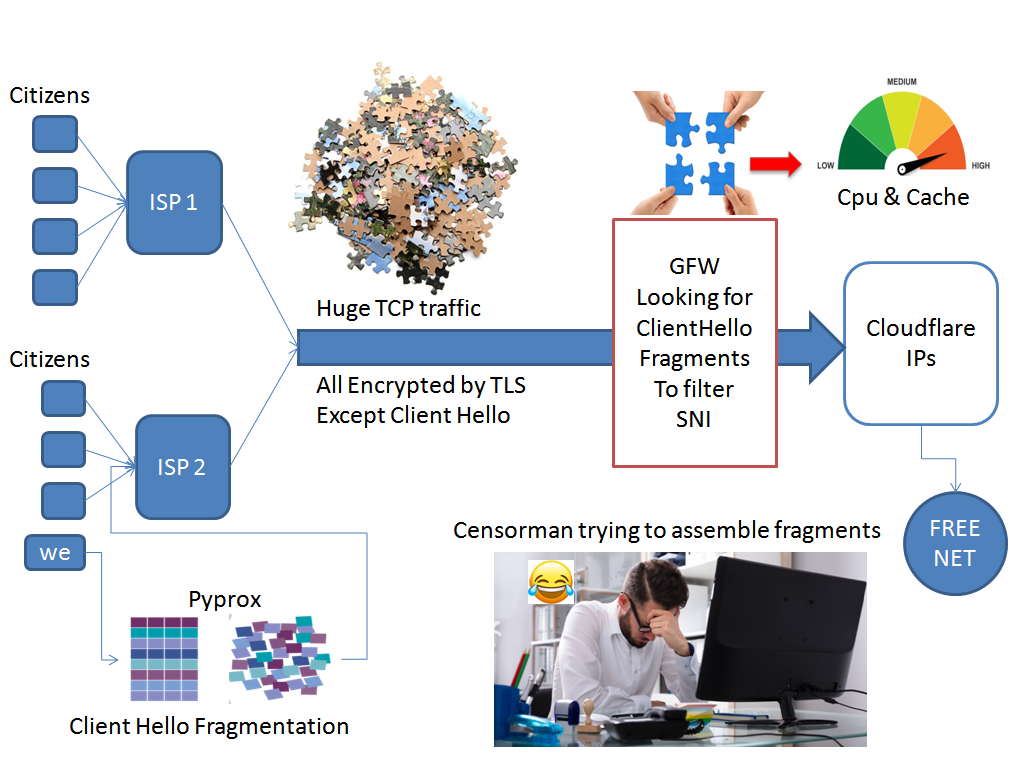 Citizens
ISP 1
Huge TCP traffic
All Encrypted by TLS
Except Client Hello
LOW
MEDIUM
HIGH
Cpu & Cache
GFW
Looking for
ClientHello
Fragments
To filter
SNI
Cloudflare
IPs
Citizens
ISP 2
we
Pyprox
Client Hello Fragmentation
Censorman trying to assemble fragments
FREE
NET